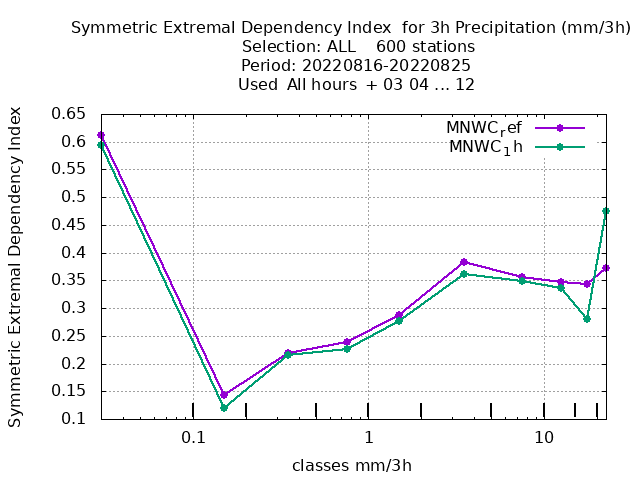 Symmetric Extremal Dependency Index  for 3h Precipitation (mm/3h)
Selection: ALL    600 stations
Period: 20220816-20220825
Used  All hours  + 03 04 ... 12
Symmetric Extremal Dependency Index
0.65
0.6
0.55
0.5
0.45
0.4
0.35
0.3
0.25
0.2
0.15
0.1
MNWCref
MNWC1h
0.1
1
10
classes mm/3h